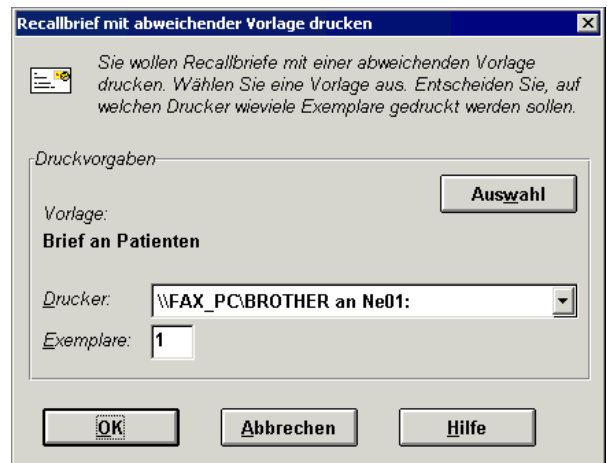 Recallbrief mit abweichender Vorlage drucken
Sie wollen Recallbriefe mit einer abweichenden Vorlage
drucken. Wählen Sie eine Vorlage aus. Entscheiden Sie, auf
welchen Drucker wieviele Exemplare gedruckt werden sollen.
Druckvorgaben
Auswahl
Vorlage:
Brief an Patienten
Drucker: \\FAX_PC\BROTHER an Ne01:
Exemplare: 1
OK Abbrechen Hilfe